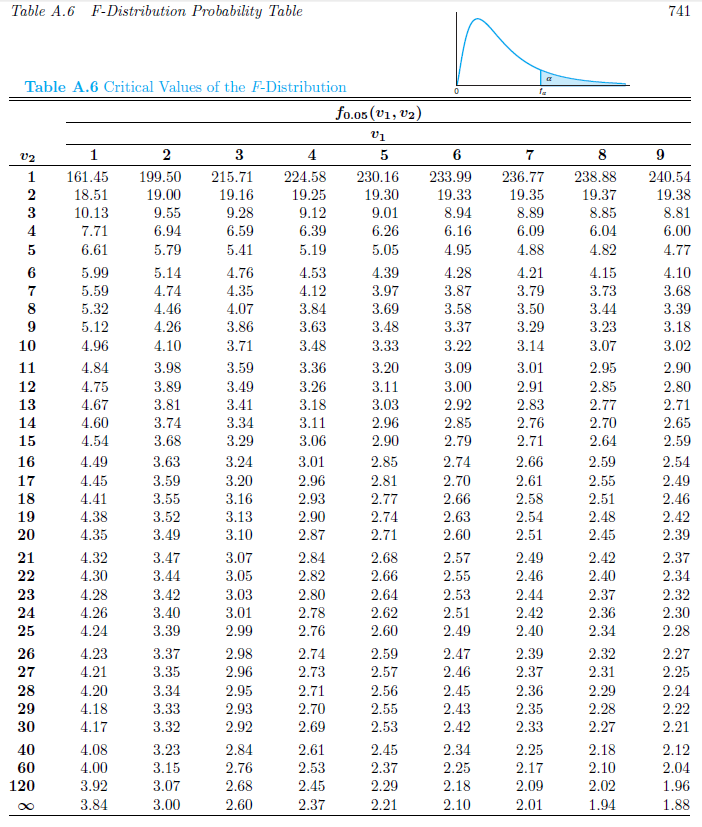 Table A.6 F-Distribution Probability Table 741
α
0 fα
Table A.6 Critical Values of the F-Distribution
f0.05(v1, v2)
v1
v2 1 2 3 4 5 6 7 8 9
1 161.45 199.50 215.71 224.58 230.16 233.99 236.77 238.88 240.54
2 18.51 19.00 19.16 19.25 19.30 19.33 19.35 19.37 19.38
3 10.13 9.55 9.28 9.12 9.01 8.94 8.89 8.85 8.81
4 7.71 6.94 6.59 6.39 6.26 6.16 6.09 6.04 6.00
5 6.61 5.79 5.41 5.19 5.05 4.95 4.88 4.82 4.77
6 5.99 5.14 4.76 4.53 4.39 4.28 4.21 4.15 4.10
7 5.59 4.74 4.35 4.12 3.97 3.87 3.79 3.73 3.68
8 5.32 4.46 4.07 3.84 3.69 3.58 3.50 3.44 3.39
9 5.12 4.26 3.86 3.63 3.48 3.37 3.29 3.23 3.18
10 4.96 4.10 3.71 3.48 3.33 3.22 3.14 3.07 3.02
11 4.84 3.98 3.59 3.36 3.20 3.09 3.01 2.95 2.90
12 4.75 3.89 3.49 3.26 3.11 3.00 2.91 2.85 2.80
13 4.67 3.81 3.41 3.18 3.03 2.92 2.83 2.77 2.71
14 4.60 3.74 3.34 3.11 2.96 2.85 2.76 2.70 2.65
15 4.54 3.68 3.29 3.06 2.90 2.79 2.71 2.64 2.59
16 4.49 3.63 3.24 3.01 2.85 2.74 2.66 2.59 2.54
17 4.45 3.59 3.20 2.96 2.81 2.70 2.61 2.55 2.49
18 4.41 3.55 3.16 2.93 2.77 2.66 2.58 2.51 2.46
19 4.38 3.52 3.13 2.90 2.74 2.63 2.54 2.48 2.42
20 4.35 3.49 3.10 2.87 2.71 2.60 2.51 2.45 2.39
21 4.32 3.47 3.07 2.84 2.68 2.57 2.49 2.42 2.37
22 4.30 3.44 3.05 2.82 2.66 2.55 2.46 2.40 2.34
23 4.28 3.42 3.03 2.80 2.64 2.53 2.44 2.37 2.32
24 4.26 3.40 3.01 2.78 2.62 2.51 2.42 2.36 2.30
25 4.24 3.39 2.99 2.76 2.60 2.49 2.40 2.34 2.28
26 4.23 3.37 2.98 2.74 2.59 2.47 2.39 2.32 2.27
27 4.21 3.35 2.96 2.73 2.57 2.46 2.37 2.31 2.25
28 4.20 3.34 2.95 2.71 2.56 2.45 2.36 2.29 2.24
29 4.18 3.33 2.93 2.70 2.55 2.43 2.35 2.28 2.22
30 4.17 3.32 2.92 2.69 2.53 2.42 2.33 2.27 2.21
40 4.08 3.23 2.84 2.61 2.45 2.34 2.25 2.18 2.12
60 4.00 3.15 2.76 2.53 2.37 2.25 2.17 2.10 2.04
120 3.92 3.07 2.68 2.45 2.29 2.18 2.09 2.02 1.96
∞ 3.84 3.00 2.60 2.37 2.21 2.10 2.01 1.94 1.88